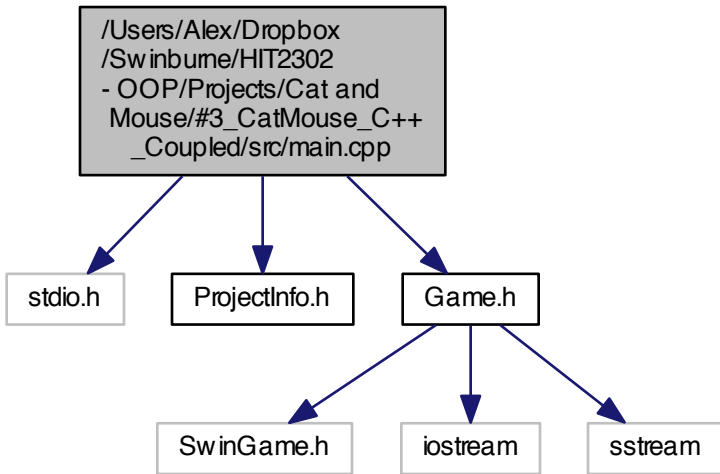 /Users/Alex/Dropbox
/Swinburne/HIT2302
- OOP/Projects/Cat and
Mouse/#3_CatMouse_C++
_Coupled/src/main.cpp
stdio.h
ProjectInfo.h
Game.h
SwinGame.h
iostream
sstream